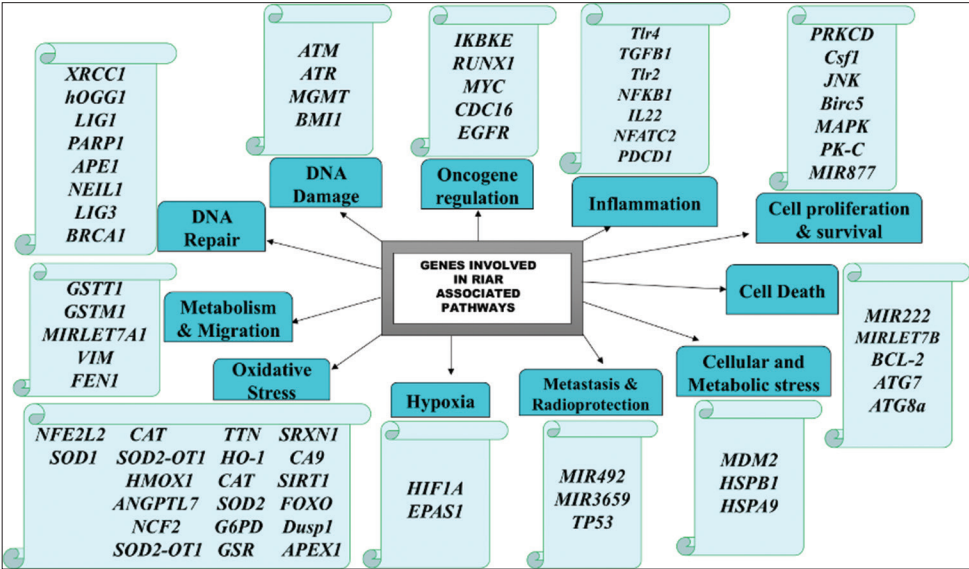 XRCC1
hOGG1
LIG1
PARP1
APE1
NEIL1
LIG3
BRCA1
DNA
Repair
ATM
ATR
MGMT
BMI1
DNA
Damage
IKBKE
RUNX1
MYC
CDC16
EGFR
Oncogene
regulation
Tlr4
TGFB1
Tlr2
NFKB1
IL22
NFATC2
PDCD1
Inflammation
PRKCD
Csf1
JNK
Birc5
MAPK
PK-C
MIR877
Cell proliferation
& survival
GENES INVOLVED
IN RIAR
ASSOCIATED
PATHWAYS
GSTT1
GSTM1
MIRLET7A1
VIM
FEN1
Metabolism
& Migration
Cell Death
MIR222
MIRLET7B
BCL-2
ATG7
ATG8a
Oxidative
Stress
NFE2L2 CAT TTN SRXN1
SOD1 SOD2-OT1 HO-1 CA9
HMOX1 CAT SIRT1
ANGPTL7 SOD2 FOXO
NCF2 G6PD Dusp1
SOD2-OT1 GSR APEX1
Hypoxia
HIF1A
EPAS1
Metastasis &
Radioprotection
MIR492
MIR3659
TP53
Cellular and
Metabolic stress
MDM2
HSPB1
HSPA9